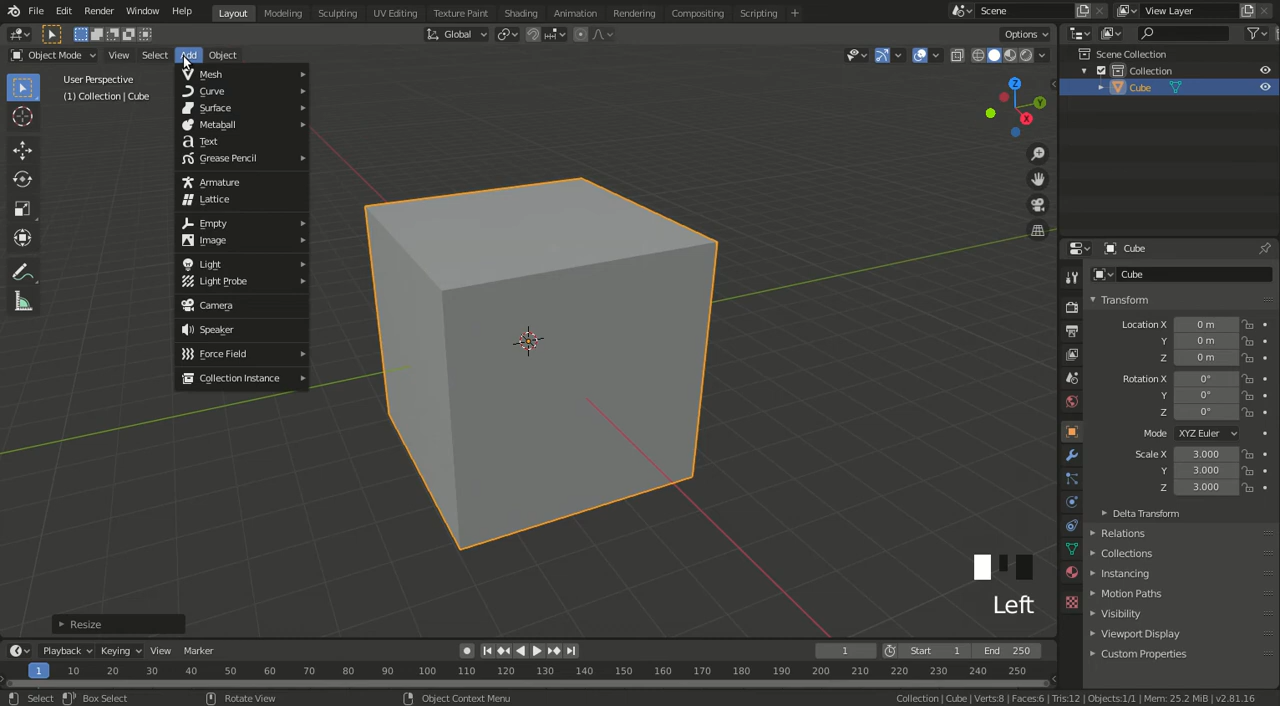 File Edit Render Window Help Layout Modeling Sculpting UV Editing Texture Paint Shading Animation Rendering Compositing Scripting + Scene View Layer
Global Options
Object Mode View Select Add Object
User Perspective
(1) Collection | Cube
Mesh
Curve
Surface
Metaball
Text
Grease Pencil
Armature
Lattice
Empty
Image
Light
Light Probe
Camera
Speaker
Force Field
Collection Instance
Z
Y
X
Left
Resize
Scene Collection
Collection
Cube
Cube
Cube
Transform
Location X 0 m
Y 0 m
Z 0 m
Rotation X 0°
Y 0°
Z 0°
Mode XYZ Euler
Scale X 3.000
Y 3.000
Z 3.000
Delta Transform
Relations
Collections
Instancing
Motion Paths
Visibility
Viewport Display
Custom Properties
Playback Keying View Marker 1 Start 1 End 250
1 10 20 30 40 50 60 70 80 90 100 110 120 130 140 150 160 170 180 190 200 210 220 230 240 250
Select Box Select Rotate View Object Context Menu Collection | Cube | Verts:8 | Faces:6 | Tris:12 | Objects:1/1 | Mem: 25.2 MiB | v2.81.16